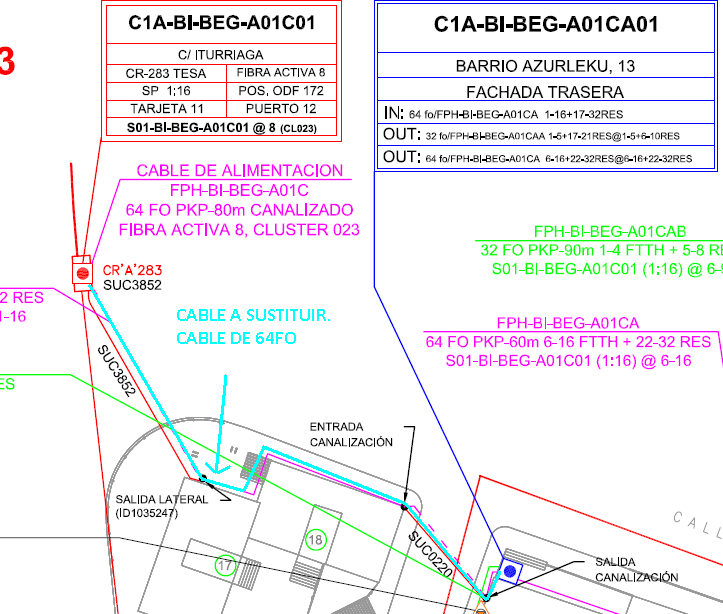 3
C1A-BI-BEG-A01C01
C/ ITURRIAGA
CR-283 TESA FIBRA ACTIVA 8
SP 1:16 POS. ODF 172
TARJETA 11 PUERTO 12
S01-BI-BEG-A01C01 @ 8 (CL023)
C1A-BI-BEG-A01CA01
BARRIO AZURLEKU, 13
FACHADA TRASERA
IN: 64 fo/FPH-BI-BEG-A01CA 1-16+17-32RES
OUT: 32 fo/FPH-BI-BEG-A01CAA 1-5+17-21RES@1-5+6-10RES
OUT: 64 fo/FPH-BI-BEG-A01CA 6-16+22-32RES@6-16+22-32RES
CABLE DE ALIMENTACION
FPH-BI-BEG-A01C
64 FO PKP-80m CANALIZADO
FIBRA ACTIVA 8, CLUSTER 023
FPH-BI-BEG-A01CAB
32 FO PKP-90m 1-4 FTTH + 5-8 RE
S01-BI-BEG-A01C01 (1:16) @ 6-9
CR'A'283
SUC3852
2 RES
1-16
CABLE A SUSTITUIR.
CABLE DE 64FO
FPH-BI-BEG-A01CA
64 FO PKP-60m 6-16 FTTH + 22-32 RES
S01-BI-BEG-A01C01 (1:16) @ 6-16
SUC3852
ES
ENTRADA
CANALIZACIÓN
SALIDA LATERAL
(ID1035247)
CALL
18
17
SUC0220
SALIDA
CANALIZACIÓN